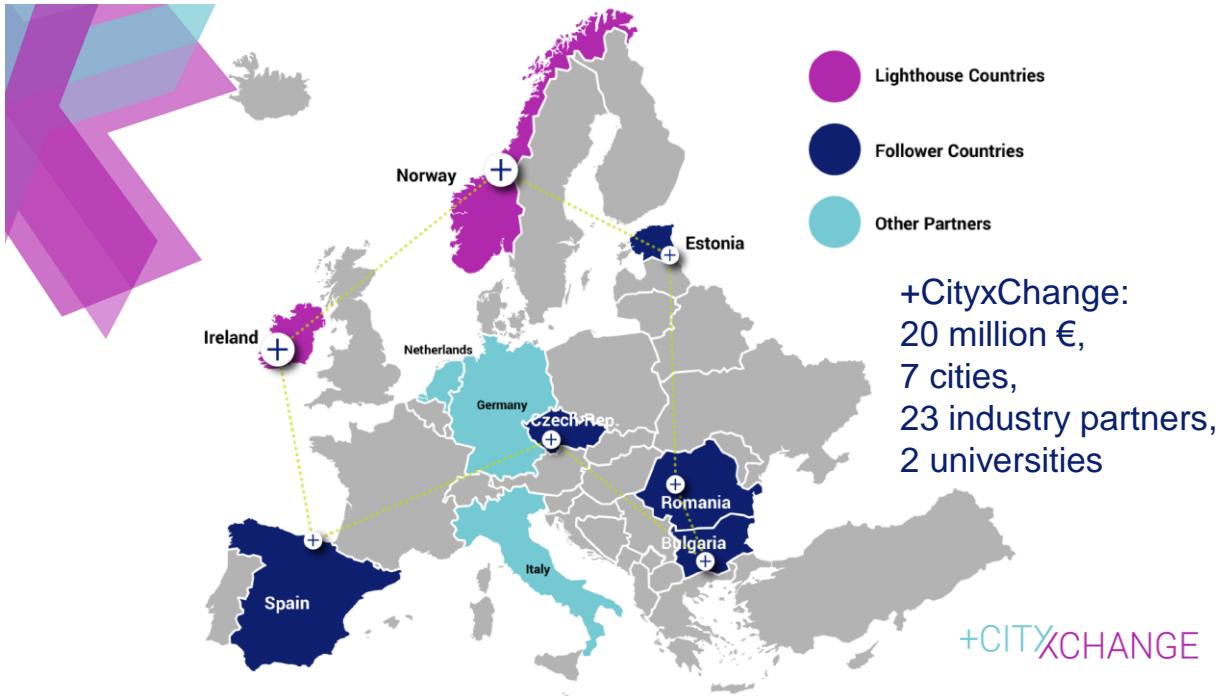 Lighthouse Countries
Follower Countries
Other Partners
Norway
Estonia
Ireland
Netherlands
Germany
Czech Rep.
Romania
Bulgaria
Italy
Spain
+CityxChange:
20 million €,
7 cities,
23 industry partners,
2 universities
+CITYXCHANGE